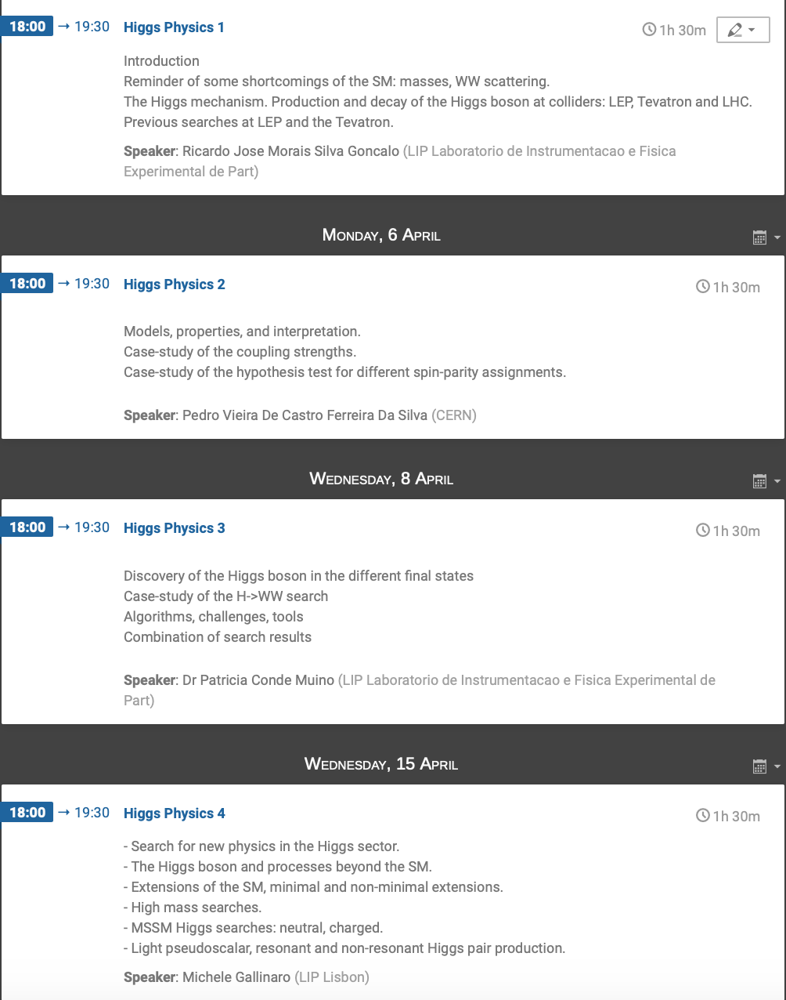 18:00 → 19:30 Higgs Physics 1 1h 30m
Introduction
Reminder of some shortcomings of the SM: masses, WW scattering.
The Higgs mechanism. Production and decay of the Higgs boson at colliders: LEP, Tevatron and LHC.
Previous searches at LEP and the Tevatron.
Speaker: Ricardo Jose Morais Silva Goncalo (LIP Laboratorio de Instrumentacao e Fisica
Experimental de Part)
Monday, 6 April
18:00 → 19:30 Higgs Physics 2 1h 30m
Models, properties, and interpretation.
Case-study of the coupling strengths.
Case-study of the hypothesis test for different spin-parity assignments.
Speaker: Pedro Vieira De Castro Ferreira Da Silva (CERN)
Wednesday, 8 April
18:00 → 19:30 Higgs Physics 3 1h 30m
Discovery of the Higgs boson in the different final states
Case-study of the H->WW search
Algorithms, challenges, tools
Combination of search results
Speaker: Dr Patricia Conde Muino (LIP Laboratorio de Instrumentacao e Fisica Experimental de
Part)
Wednesday, 15 April
18:00 → 19:30 Higgs Physics 4 1h 30m
- Search for new physics in the Higgs sector.
- The Higgs boson and processes beyond the SM.
- Extensions of the SM, minimal and non-minimal extensions.
- High mass searches.
- MSSM Higgs searches: neutral, charged.
- Light pseudoscalar, resonant and non-resonant Higgs pair production.
Speaker: Michele Gallinaro (LIP Lisbon)